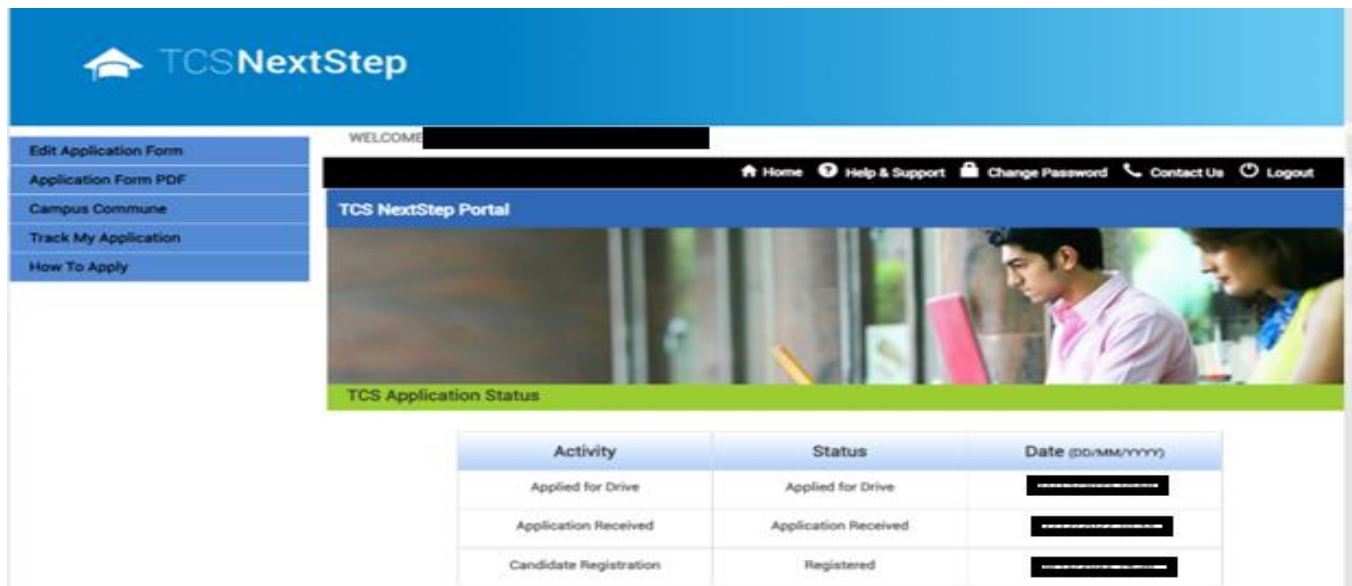 TCSNextStep
WELCOME
Edit Application Form
Application Form PDF
Campus Commune
Track My Application
How To Apply
Home Help & Support Change Password Contact Us Logout
TCS NextStep Portal
TCS Application Status
Activity Status Date (DD/MM/YYYY)
Applied for Drive Applied for Drive
Application Received Application Received
Candidate Registration Registered